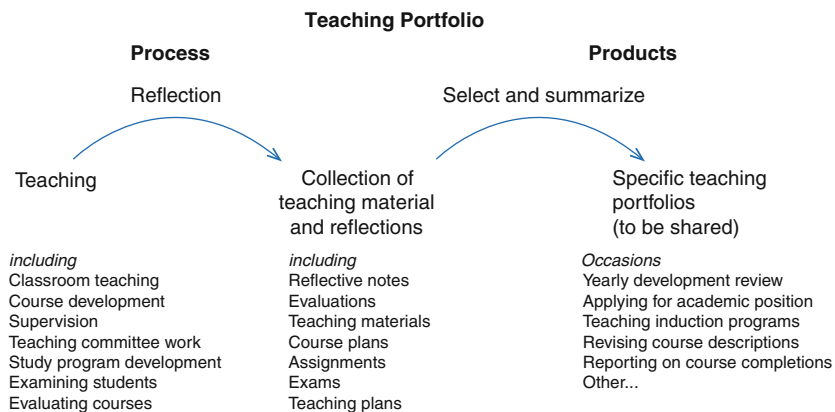 Teaching Portfolio
Process
Products
Reflection
Select and summarize
Teaching
Collection of
teaching material
and reflections
Specific teaching
portfolios
(to be shared)
including
Classroom teaching
Course development
Supervision
Teaching committee work
Study program development
Examining students
Evaluating courses
including
Reflective notes
Evaluations
Teaching materials
Course plans
Assignments
Exams
Teaching plans
Occasions
Yearly development review
Applying for academic position
Teaching induction programs
Revising course descriptions
Reporting on course completions
Other...